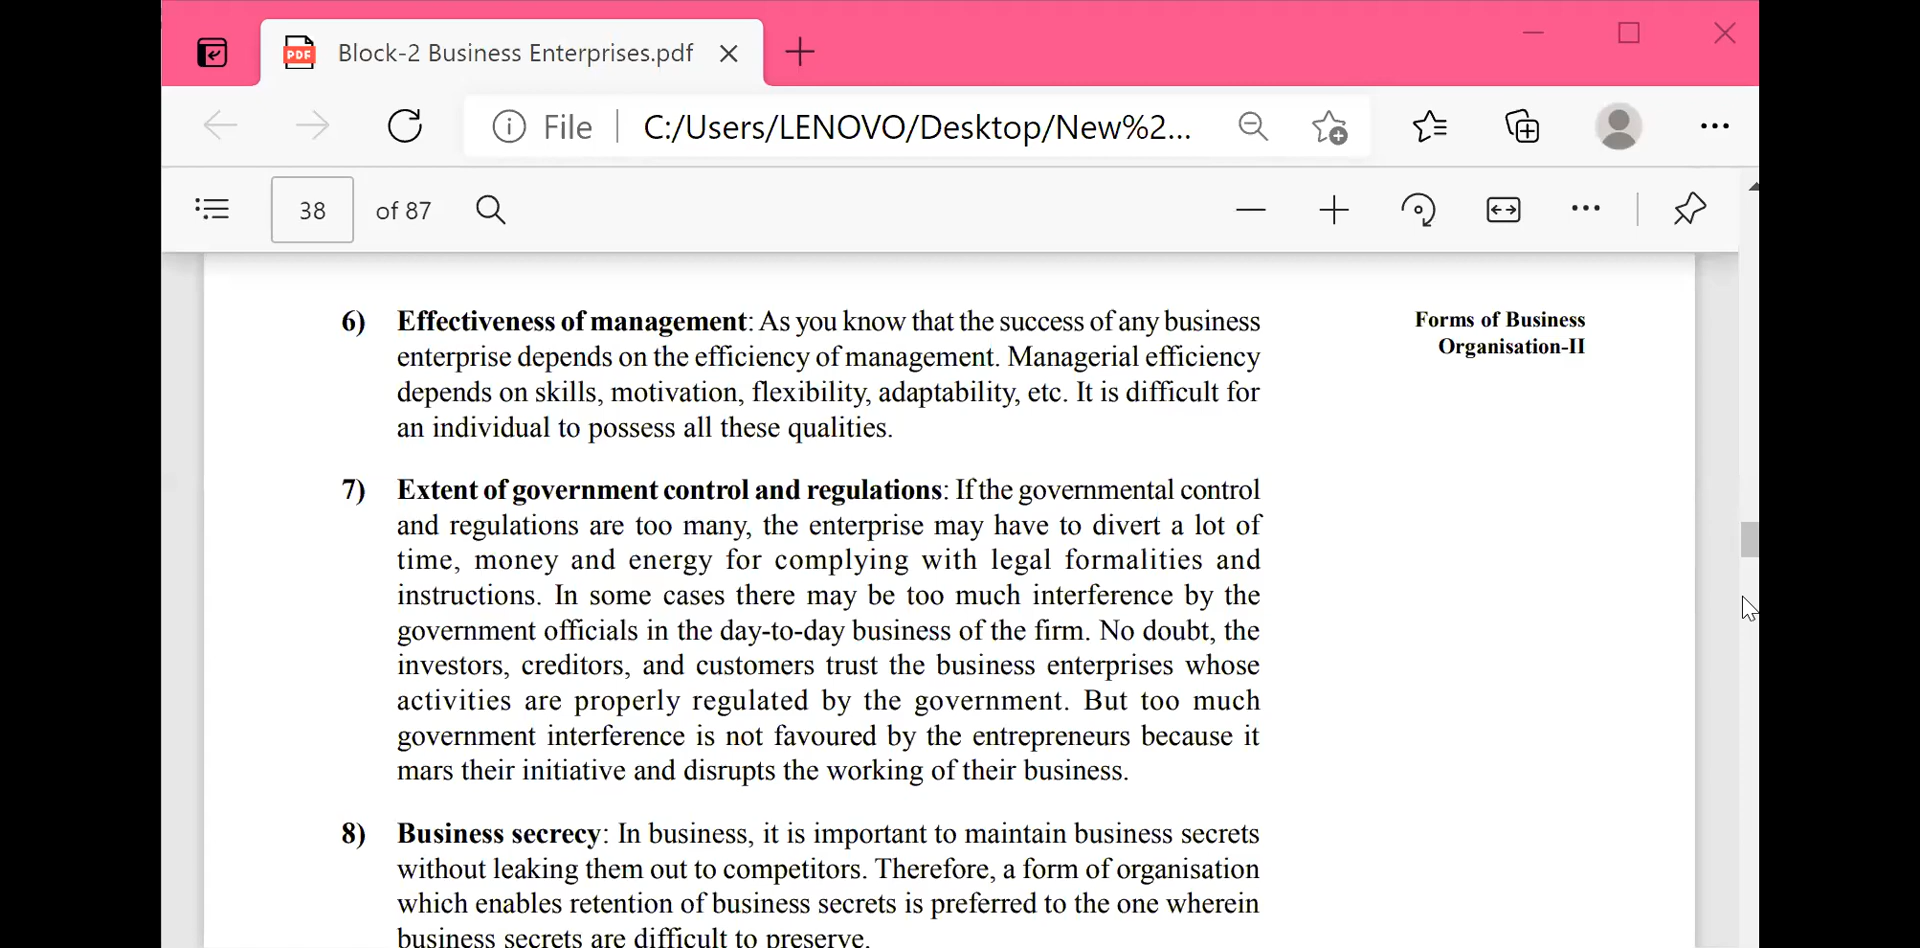 PDF
Block-2 Business Enterprises.pdf
File
C:/Users/LENOVO/Desktop/New%2...
38
of 87
6) Effectiveness of management: As you know that the success of any business
enterprise depends on the efficiency of management. Managerial efficiency
depends on skills, motivation, flexibility, adaptability, etc. It is difficult for
an individual to possess all these qualities.
Forms of Business
Organisation-II
7) Extent of government control and regulations: If the governmental control
and regulations are too many, the enterprise may have to divert a lot of
time, money and energy for complying with legal formalities and
instructions. In some cases there may be too much interference by the
government officials in the day-to-day business of the firm. No doubt, the
investors, creditors, and customers trust the business enterprises whose
activities are properly regulated by the government. But too much
government interference is not favoured by the entrepreneurs because it
mars their initiative and disrupts the working of their business.
8) Business secrecy: In business, it is important to maintain business secrets
without leaking them out to competitors. Therefore, a form of organisation
which enables retention of business secrets is preferred to the one wherein
business secrets are difficult to preserve.